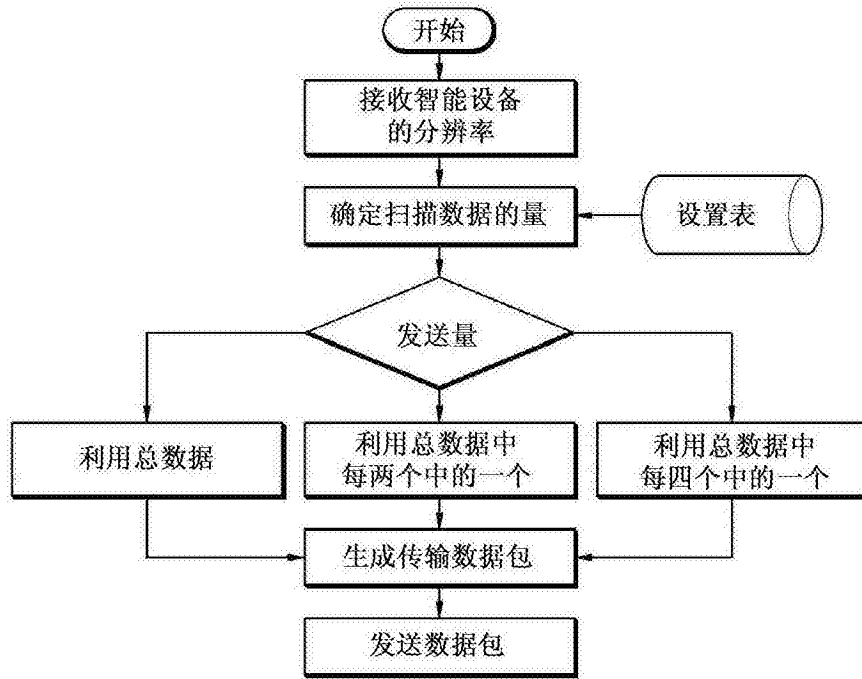 开始
接收智能设备
的分辨率
确定扫描数据的量
设置表
发送量
利用总数据
利用总数据中
每两个中的一个
利用总数据中
每四个中的一个
生成传输数据包
发送数据包